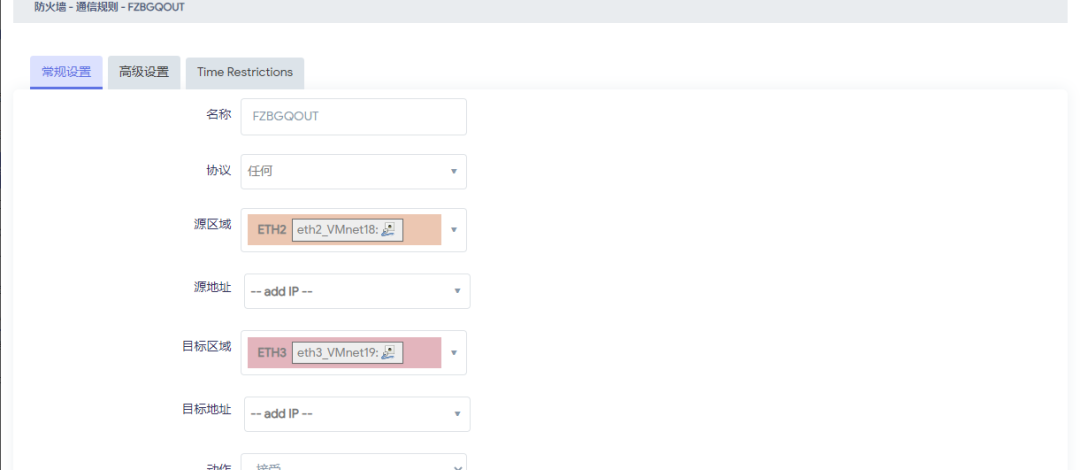 防火墙 - 通信规则 - FZBGQOUT
常规设置 高级设置 Time Restrictions
名称 FZBGQOUT
协议 任何
源区域 ETH2 eth2_VMnet18:
源地址 -- add IP --
目标区域 ETH3 eth3_VMnet19:
目标地址 -- add IP --
动作 接受